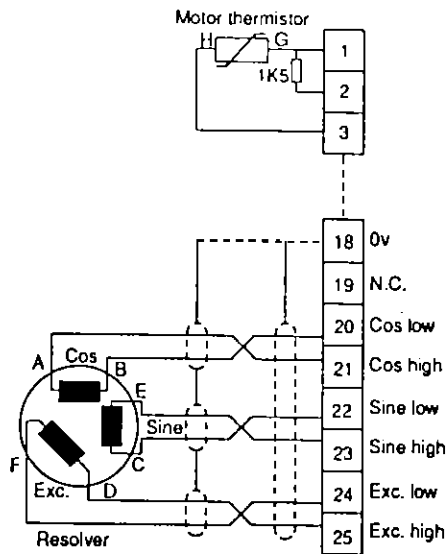 Motor thermistor
H G
1
1K5
2
3
18 0v
19 N.C.
20 Cos low
A Cos B
21 Cos high
E
22 Sine low
Sine
23 Sine high
F C
Exc. D
24 Exc. low
25 Exc. high
Resolver